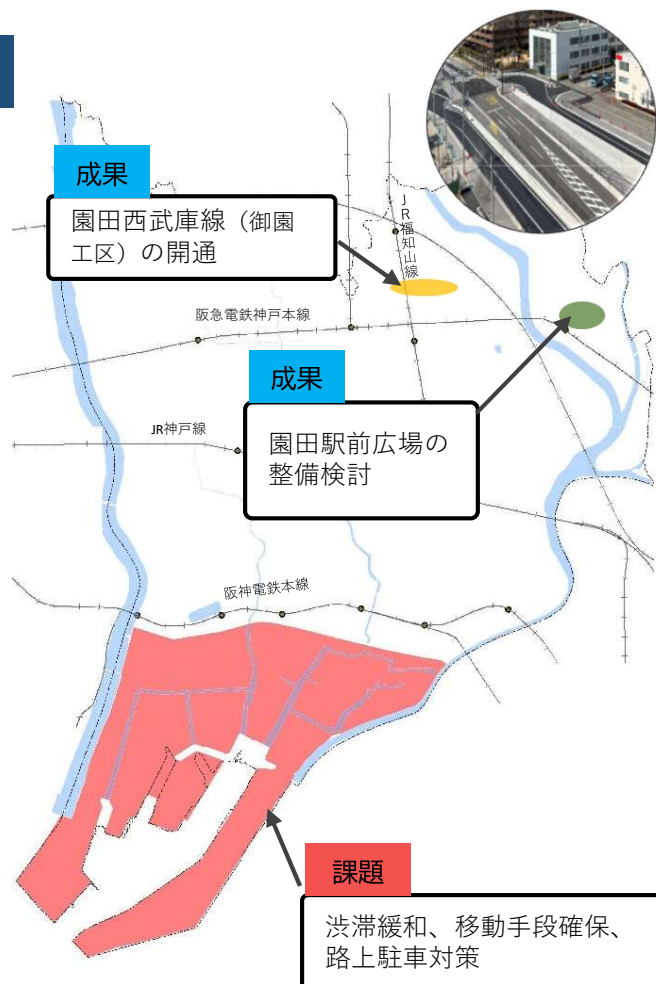 成果
園田西武庫線（御園
工区）の開通
JR福知山線
阪急電鉄神戸本線
成果
園田駅前広場の
整備検討
JR神戸線
阪神電鉄本線
課題
渋滞緩和、移動手段確保、
路上駐車対策